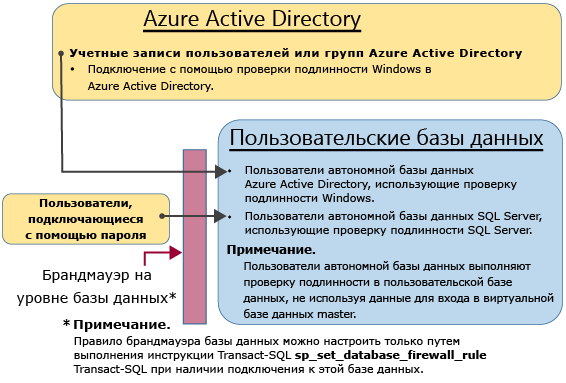 Azure Active Directory
Учетные записи пользователей или групп Azure Active Directory
• Подключение с помощью проверки подлинности Windows в
Azure Active Directory.
Пользовательские базы данных
• Пользователи автономной базы данных
Azure Active Directory, использующие проверку
подлинности Windows.
• Пользователи автономной базы данных SQL Server,
использующие проверку подлинности SQL Server.
Примечание.
Пользователи автономной базы данных выполняют
проверку подлинности в пользовательской базе
данных, не используя данные для входа в виртуальной
базе данных master.
Пользователи,
подключающиеся
с помощью пароля
Брандмауэр на
уровне базы данных*
* Примечание.
Правило брандмауэра базы данных можно настроить только путем
выполнения инструкции Transact-SQL sp_set_database_firewall_rule
Transact-SQL при наличии подключения к этой базе данных.